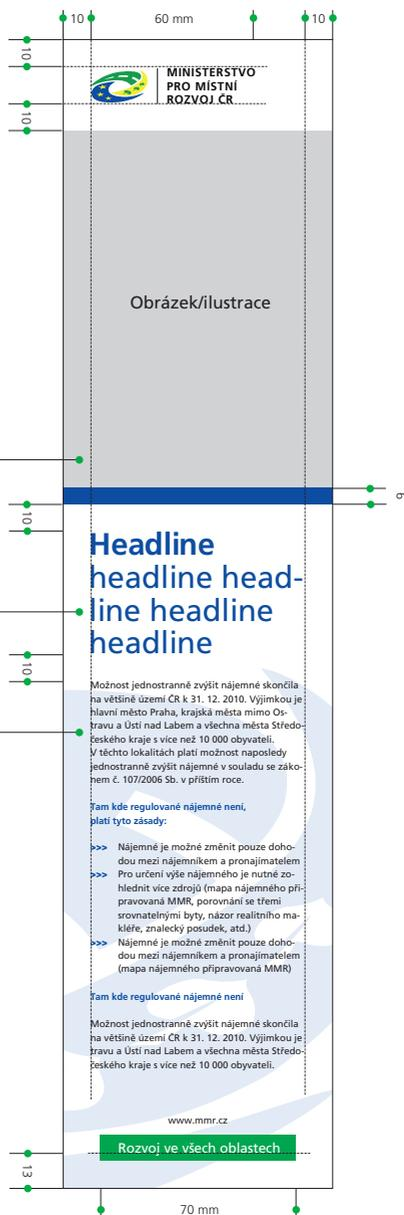 10 60 mm 10
10
MINISTERSTVO
PRO MÍSTNÍ
ROZVOJ ČR
10
Obrázek/ilustrace
6
10
Headline
headline head-
line headline
headline
10
Možnost jednostranně zvýšit nájemné skončila
na většině území ČR k 31. 12. 2010. Výjimkou je
hlavní město Praha, krajská města mimo Os-
travu a Ústí nad Labem a všechna města Středo-
českého kraje s více než 10 000 obyvateli.
V těchto lokalitách platí možnost naposledy
jednostranně zvýšit nájemné v souladu se záko-
nem č. 107/2006 Sb. v příštím roce.
Tam kde regulované nájemné není,
platí tyto zásady:
>>> Nájemné je možné změnit pouze doho-
dou mezi nájemníkem a pronajímatelem
>>> Pro určení výše nájemného je nutné zo-
hlednit více zdrojů (mapa nájemného při-
pravovaná MMR, porovnání se třemi
srovnatelnými byty, názor realitního ma-
kléře, znalecký posudek, atd.)
>>> Nájemné je možné změnit pouze doho-
dou mezi nájemníkem a pronajímatelem
(mapa nájemného připravovaná MMR)
Tam kde regulované nájemné není
Možnost jednostranně zvýšit nájemné skončila
na většině území ČR k 31. 12. 2010. Výjimkou je
travu a Ústí nad Labem a všechna města Středo-
českého kraje s více než 10 000 obyvateli.
www.mmr.cz
Rozvoj ve všech oblastech
13
70 mm